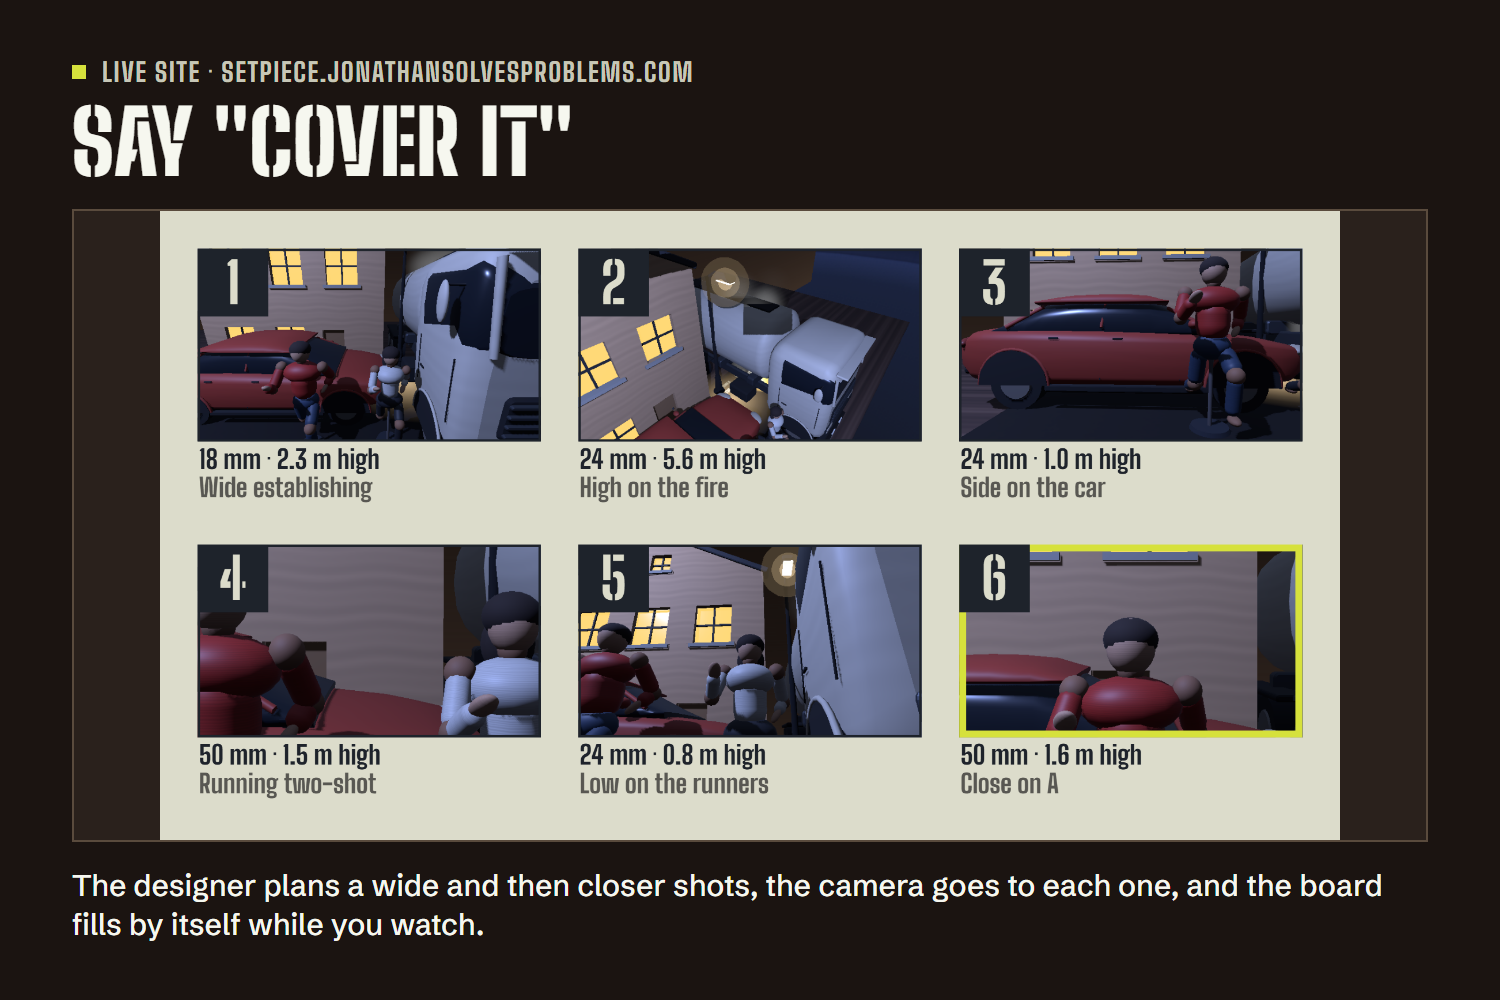 LIVE SITE · SETPIECE.JONATHANSOLVESPROBLEMS.COM
SAY "COVER IT"
1
18 mm · 2.3 m high
Wide establishing
2
24 mm · 5.6 m high
High on the fire
3
24 mm · 1.0 m high
Side on the car
4
50 mm · 1.5 m high
Running two-shot
5
24 mm · 0.8 m high
Low on the runners
6
50 mm · 1.6 m high
Close on A
The designer plans a wide and then closer shots, the camera goes to each one, and the board
fills by itself while you watch.